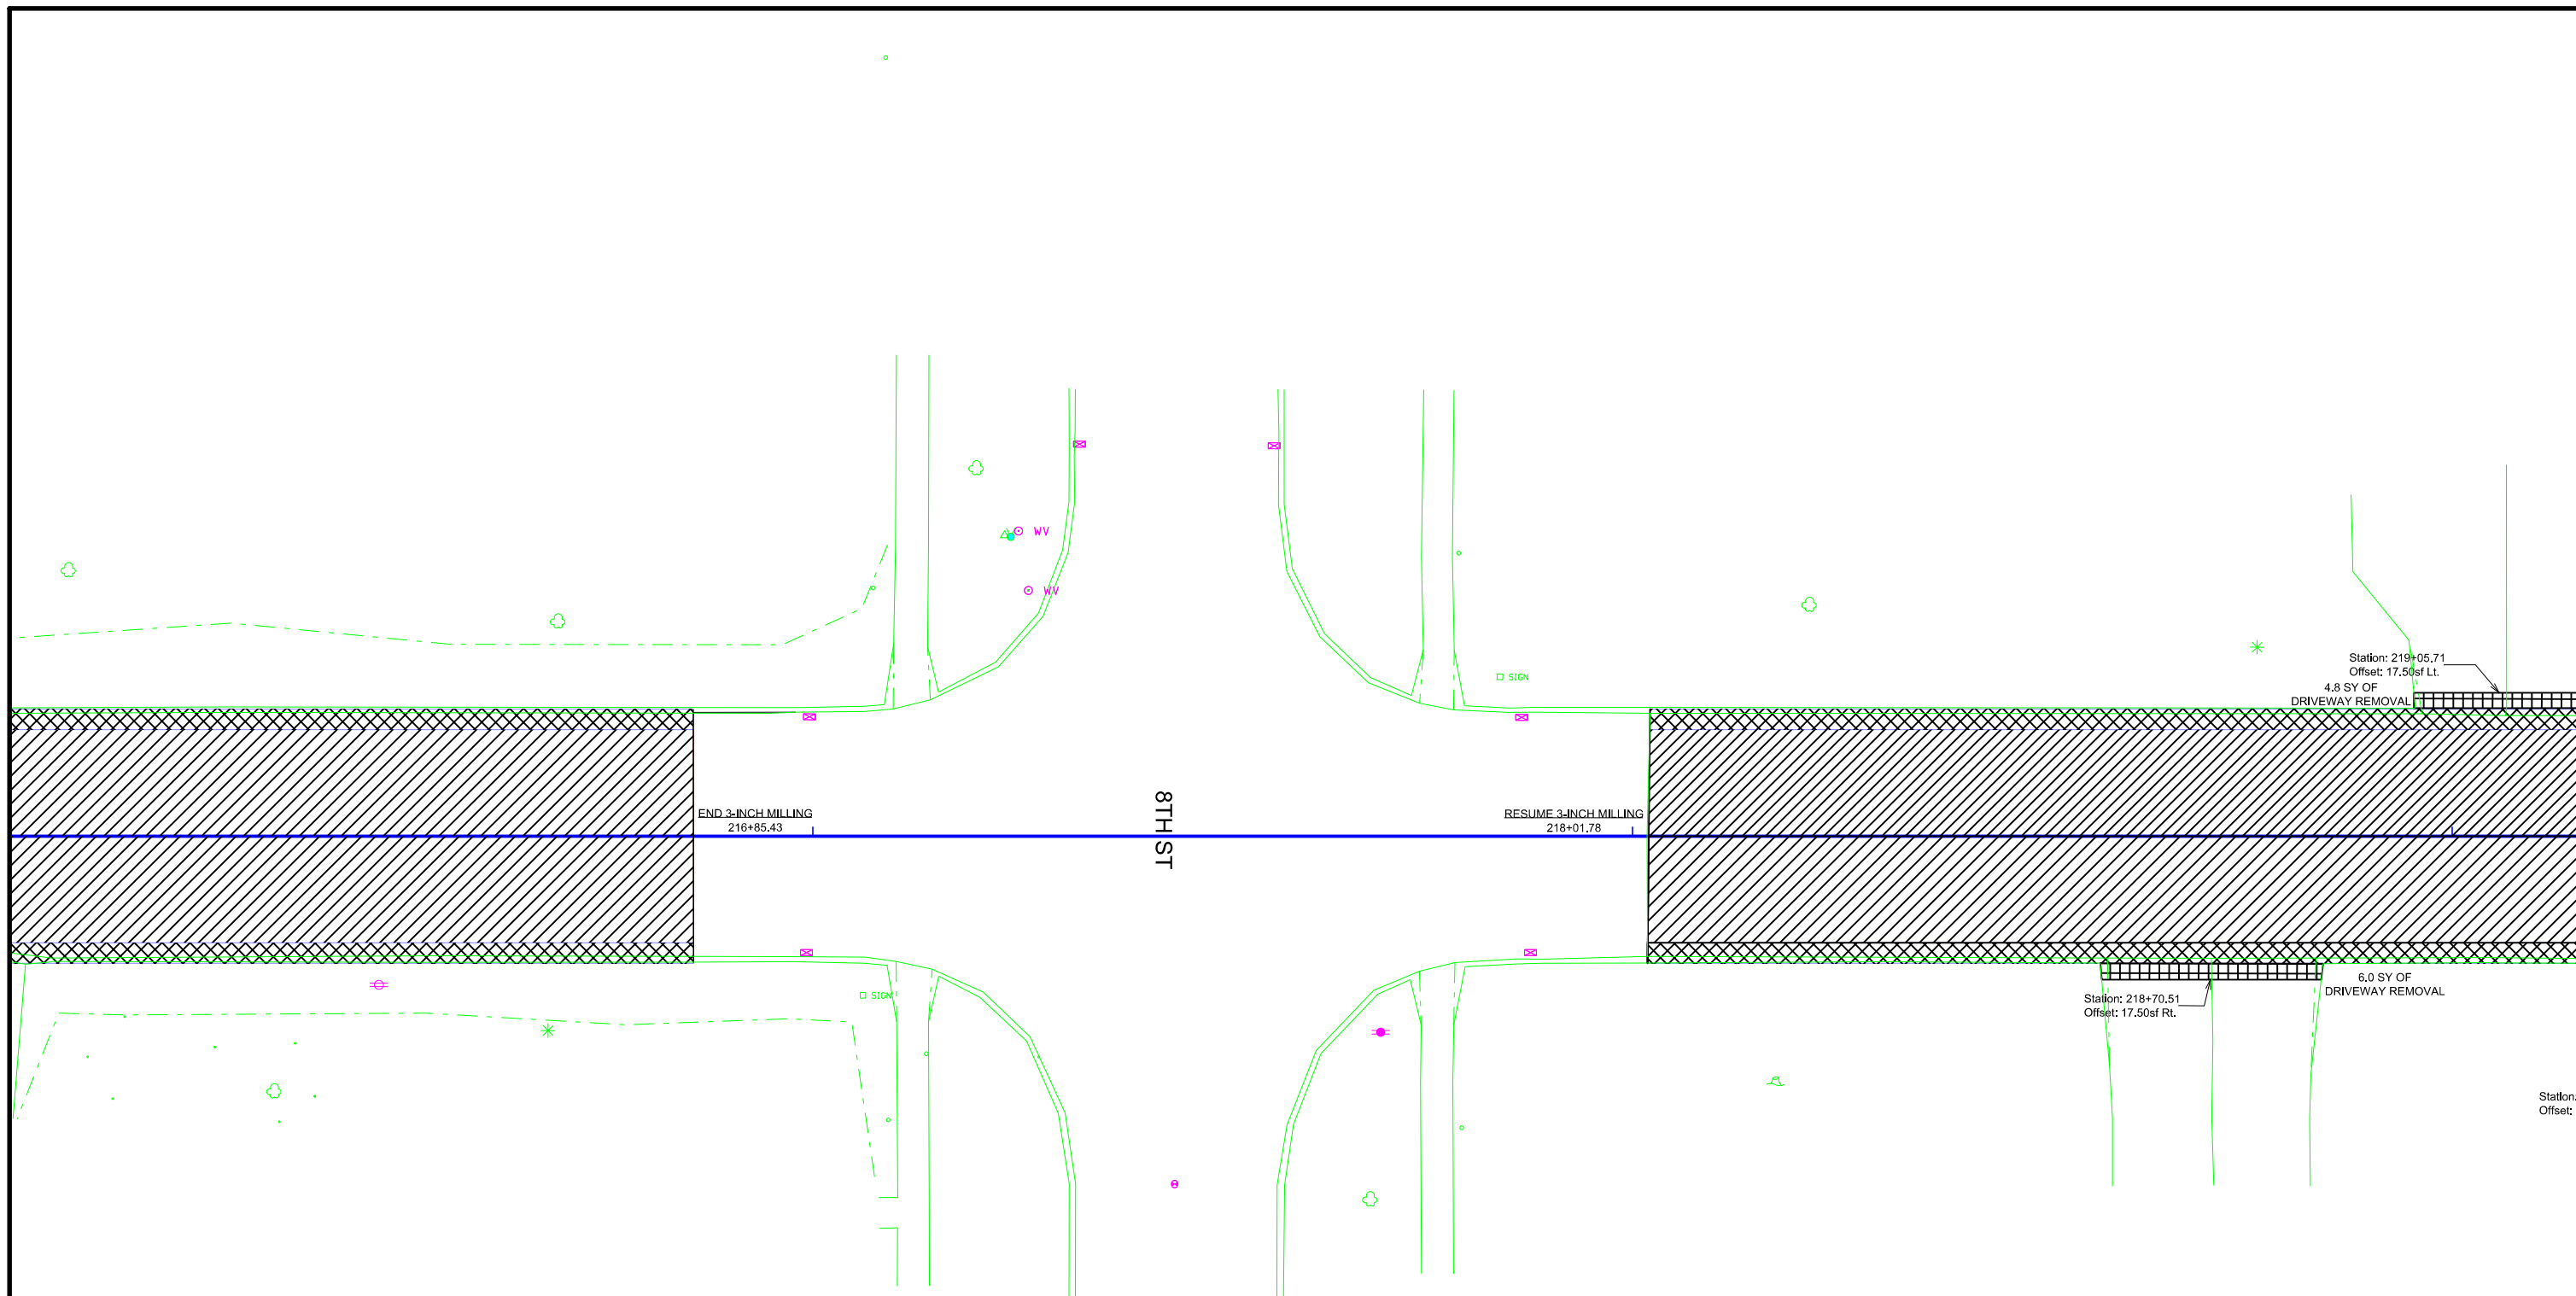 WV
WV
SIGN
Station: 219+05.71
Offset: 17.50sf Lt.
4.8 SY OF
DRIVEWAY REMOVAL
END 3-INCH MILLING
216+85.43
8TH ST
RESUME 3-INCH MILLING
218+01.78
SIGN
6.0 SY OF
DRIVEWAY REMOVAL
Station: 218+70.51
Offset: 17.50sf Rt.
Station:
Offset: